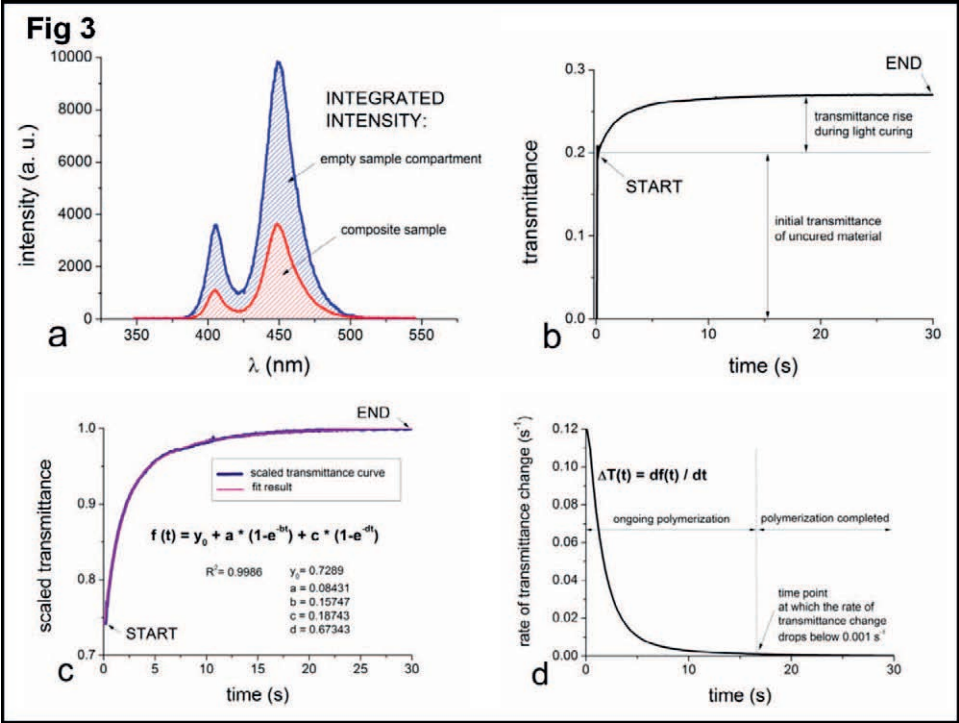 Fig 3
10000
8000
6000
4000
2000
0
350 400 450 500 550
intensity (a. u.)
λ (nm)
INTEGRATED
INTENSITY:
empty sample compartment
composite sample
a
0.3
0.2
0.1
0.0
0 10 20 30
transmittance
time (s)
END
transmittance rise
during light curing
START
initial transmittance
of uncured material
b
1.0
0.9
0.8
0.7
0 5 10 15 20 25 30
scaled transmittance
time (s)
END
scaled transmittance curve
fit result
f (t) = y₀ + a * (1-e⁻ᵇᵗ) + c * (1-e⁻ᵈᵗ)
R²= 0.9986
y₀= 0.7289
a = 0.08431
b = 0.15747
c = 0.18743
d = 0.67343
START
c
0.12
0.10
0.08
0.06
0.04
0.02
0.00
0 10 20 30
rate of transmittance change (s⁻¹)
time (s)
ΔT(t) = df(t) / dt
ongoing polymerization
polymerization completed
time point
at which the rate of
transmittance change
drops below 0.001 s⁻¹
d